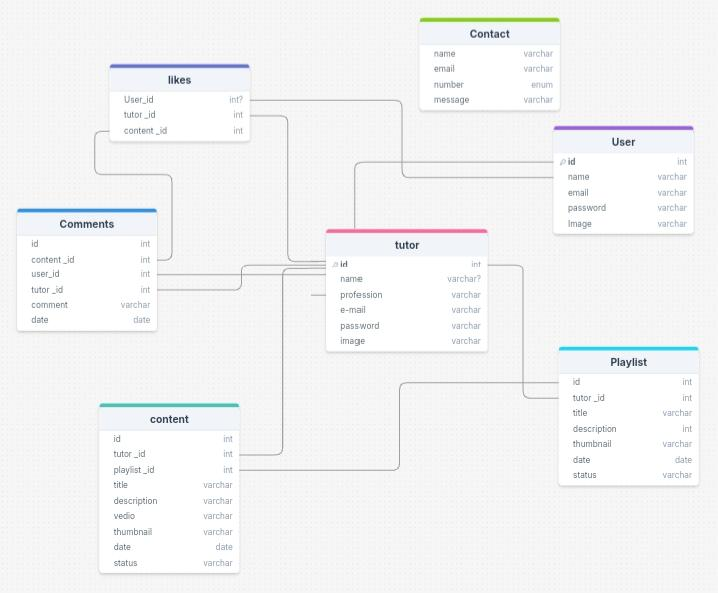 Contact
name varchar
email varchar
number enum
message varchar
likes
User_id int?
tutor _id int
content _id int
User
id int
name varchar
email varchar
password varchar
Image varchar
Comments
id int
content _id int
user_id int
tutor _id int
comment varchar
date date
tutor
id int
name varchar?
profession varchar
e-mail varchar
password varchar
image varchar
Playlist
id int
tutor _id int
title varchar
description int
thumbnail varchar
date date
status varchar
content
id int
tutor _id int
playlist _id int
title varchar
description varchar
vedio varchar
thumbnail varchar
date date
status varchar